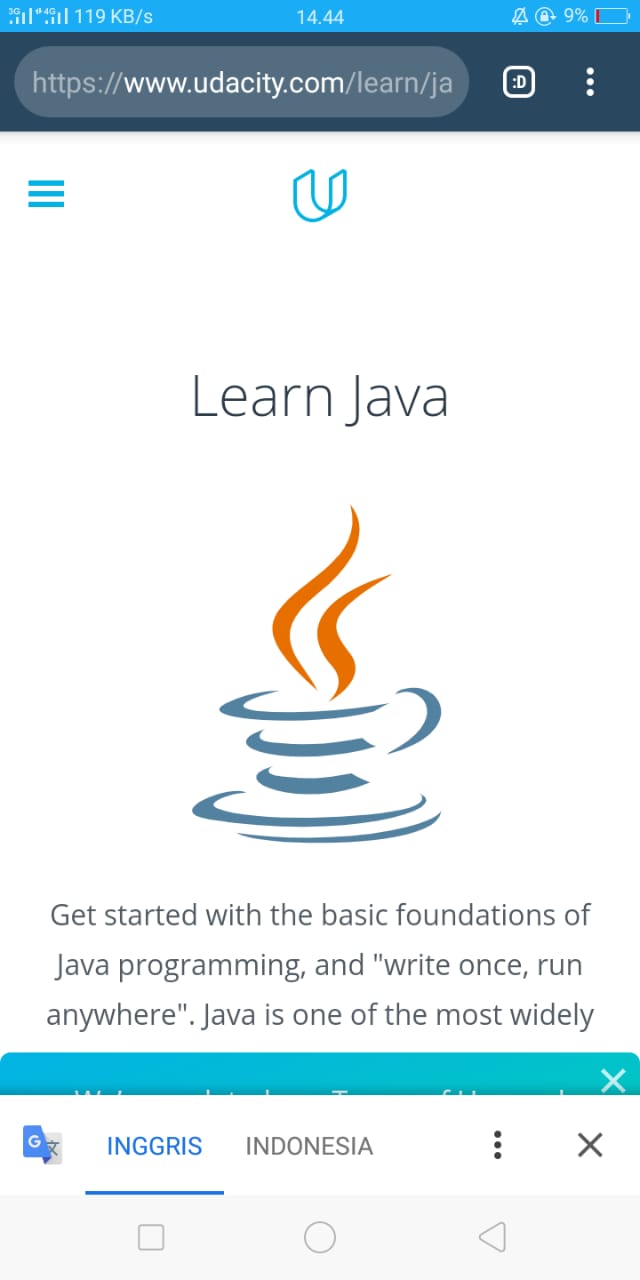 3G 4G 119 KB/s 14.44 9%
https://www.udacity.com/learn/ja :D
Learn Java
Get started with the basic foundations of
Java programming, and "write once, run
anywhere". Java is one of the most widely
G 文 INGGRIS INDONESIA